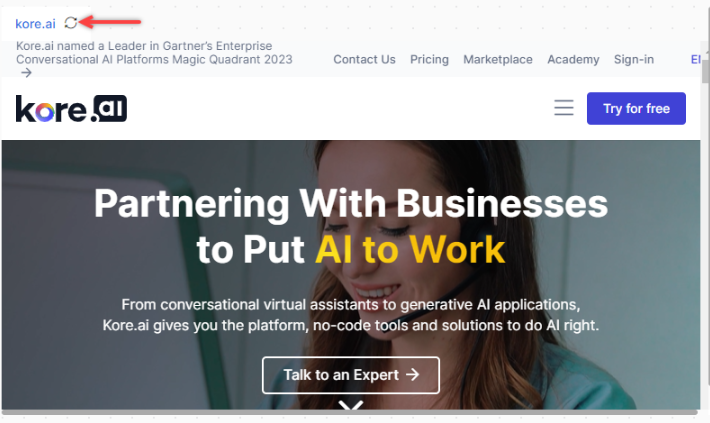 kore.ai
Kore.ai named a Leader in Gartner's Enterprise
Conversational AI Platforms Magic Quadrant 2023
→
Contact Us Pricing Marketplace Academy Sign-in
kore.ai
Try for free
Partnering With Businesses
to Put AI to Work
From conversational virtual assistants to generative AI applications,
Kore.ai gives you the platform, no-code tools and solutions to do AI right.
Talk to an Expert →